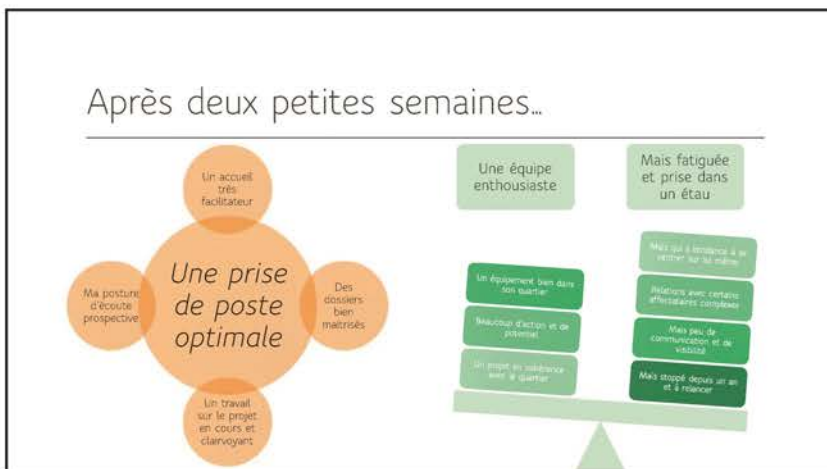 Après deux petites semaines...
Un accueil
très
facilitateur
Ma posture
d'écoute
prospective
Une prise
de poste
optimale
Des
dossiers
bien
maitrisés
Un travail
sur le projet
en cours et
clairvoyant
Une équipe
enthousiaste
Mais fatiguée
et prise dans
un étau
Un équipement bien dans
son quartier
Beaucoup d'action et de
potentiel
Un projet en cohérence
avec le quartier
Mais qui à tendance à se
centrer sur lui même
Relations avec certains
affectataires complexes
Mais peu de
communication et de
visibilité
Mais stoppé depuis un an
et à relancer